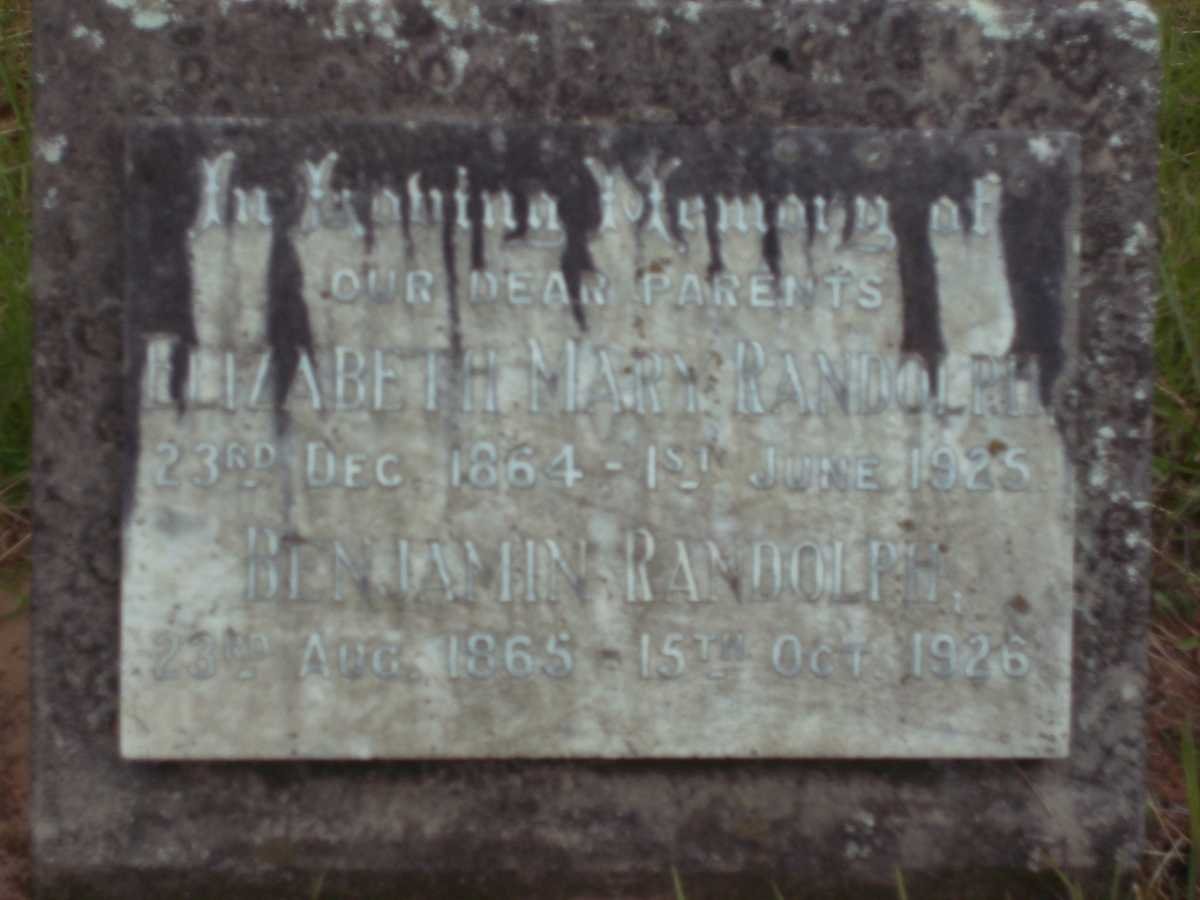 In Loving Memory of
OUR DEAR PARENTS
ELIZABETH MARY RANDOLPH,
23RD DEC. 1864 - 1ST JUNE 1925.
BENJAMIN RANDOLPH,
23RD AUG. 1865 - 15TH OCT. 1926